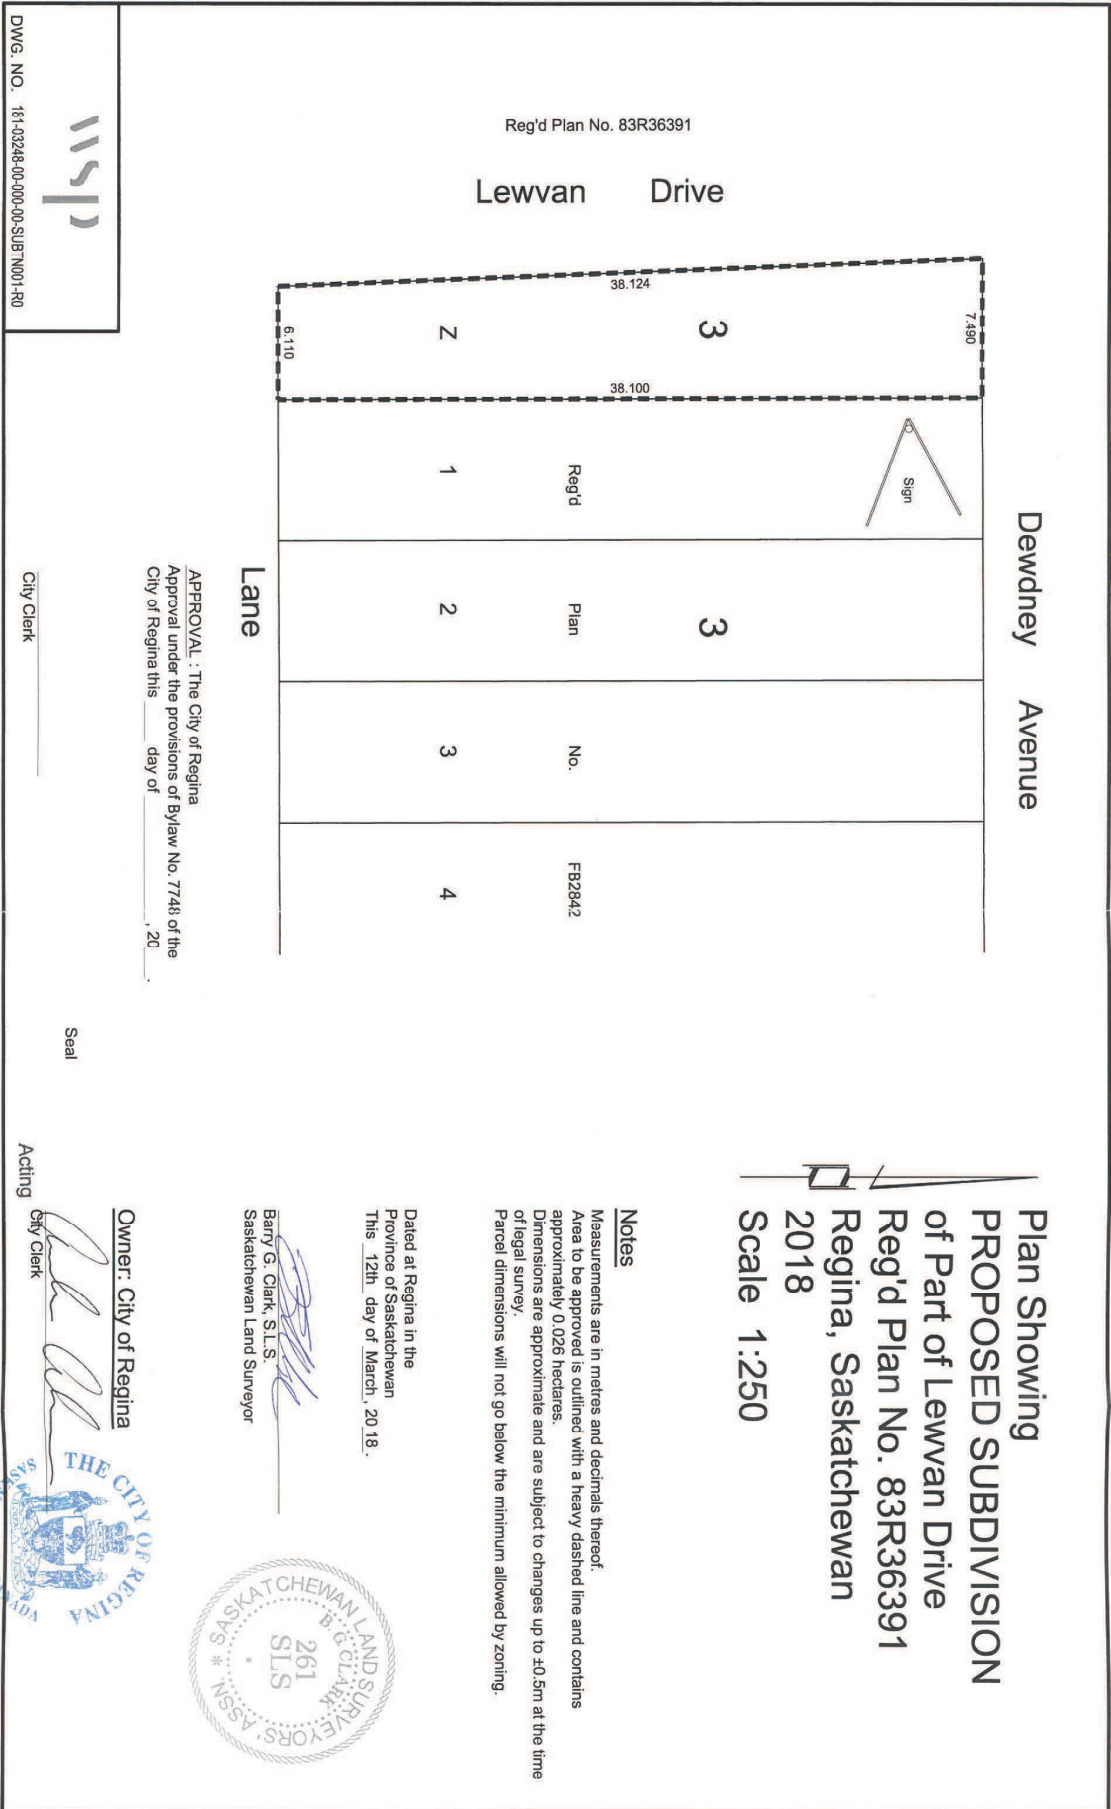 Plan Showing
PROPOSED SUBDIVISION
of Part of Lewvan Drive
Reg'd Plan No. 83R36391
Regina, Saskatchewan
2018
Scale 1:250
Notes
Measurements are in metres and decimals thereof.
Area to be approved is outlined with a heavy dashed line and contains
approximately 0.026 hectares.
Dimensions are approximate and are subject to changes up to ±0.5m at the time
of legal survey.
Parcel dimensions will not go below the minimum allowed by zoning.
Dated at Regina in the
Province of Saskatchewan
This 12th day of March, 2018.
Barry G. Clark, S.L.S.
Saskatchewan Land Surveyor
SASKATCHEWAN LAND SURVEYORS' ASSN. *
B. G. CLARK
261
SLS
Owner: City of Regina
Acting
City Clerk
THE CITY OF REGINA
Seal
Dewdney Avenue
Reg'd Plan No. 83R36391
Lewvan Drive
7.490
38.124
38.100
6.110
3
Z
Sign
3
Reg'd Plan No. FB2842
1 2 3 4
Lane
APPROVAL : The City of Regina
Approval under the provisions of Bylaw No. 7748 of the
City of Regina this ____ day of __________, 20___.
City Clerk
wsp
DWG. NO. 181-03248-00-000-00-SUBTN001-R0